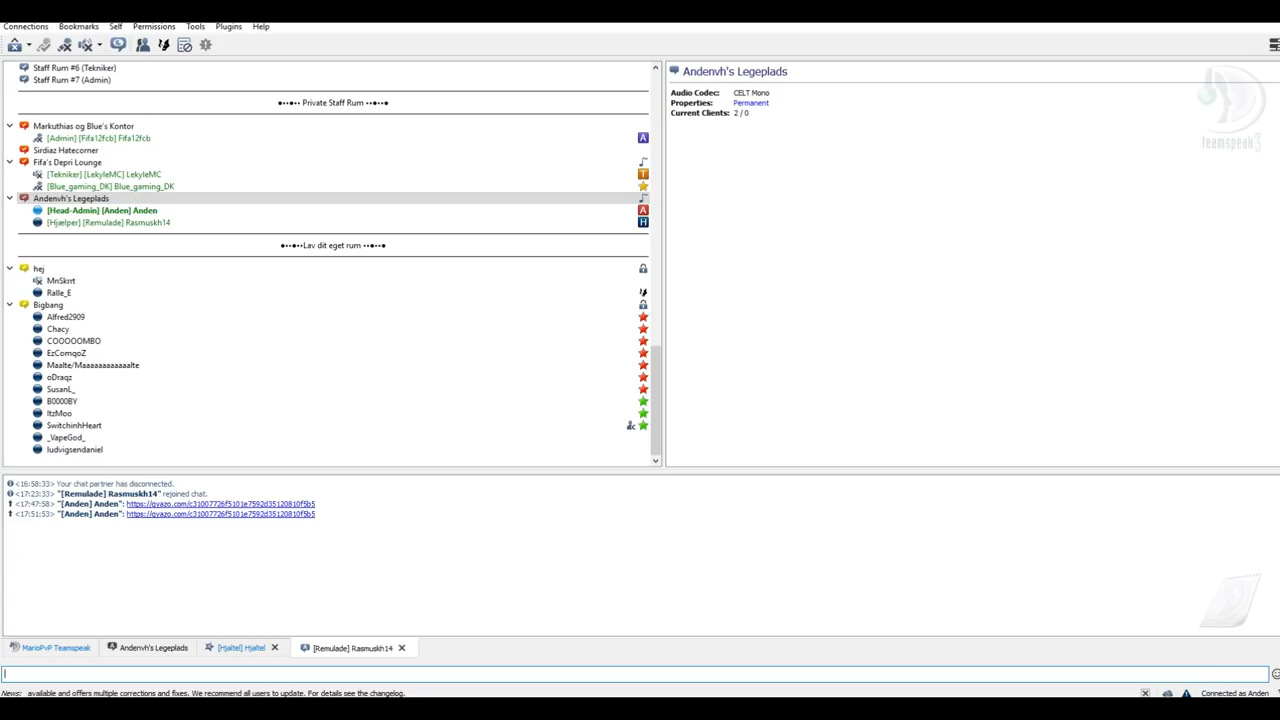 Connections Bookmarks Self Permissions Tools Plugins Help
Staff Rum #6 (Tekniker)
Staff Rum #7 (Admin)
●••●•• Private Staff Rum ••●••●
Markuthias og Blue's Kontor
[Admin] [Fifa12fcb] Fifa12fcb A
Sirdiaz Hatecorner
Fifa's Depri Lounge
[Tekniker] [LekyleMC] LekyleMC T
[Blue_gaming_DK] Blue_gaming_DK
Andenvh's Legeplads
[Head-Admin] [Anden] Anden A
[Hjælper] [Remulade] Rasmuskh14 H
●••●••Lav dit eget rum ••●••●
hej
MnSkrrt
Ralle_E
Bigbang
Alfred2909
Chacy
COOOOOMBO
EzComqoZ
Maalte/Maaaaaaaaaaaalte
oDraqz
SusanL_
B0000BY
ItzMoo
SwitchinhHeart
_VapeGod_
ludvigsendaniel
Andenvh's Legeplads
Audio Codec: CELT Mono
Properties: Permanent
Current Clients: 2 / 0
teamspeak3
<16:58:33> Your chat partner has disconnected.
<17:23:33> "[Remulade] Rasmuskh14" rejoined chat.
<17:47:58> "[Anden] Anden": https://gyazo.com/c31007726f5101e7592d35120810f5b5
<17:51:53> "[Anden] Anden": https://gyazo.com/c31007726f5101e7592d35120810f5b5
MarioPvP Teamspeak Andenvh's Legeplads [Hjaltel] Hjaltel [Remulade] Rasmuskh14
News: available and offers multiple corrections and fixes. We recommend all users to update. For details see the changelog. Connected as Anden